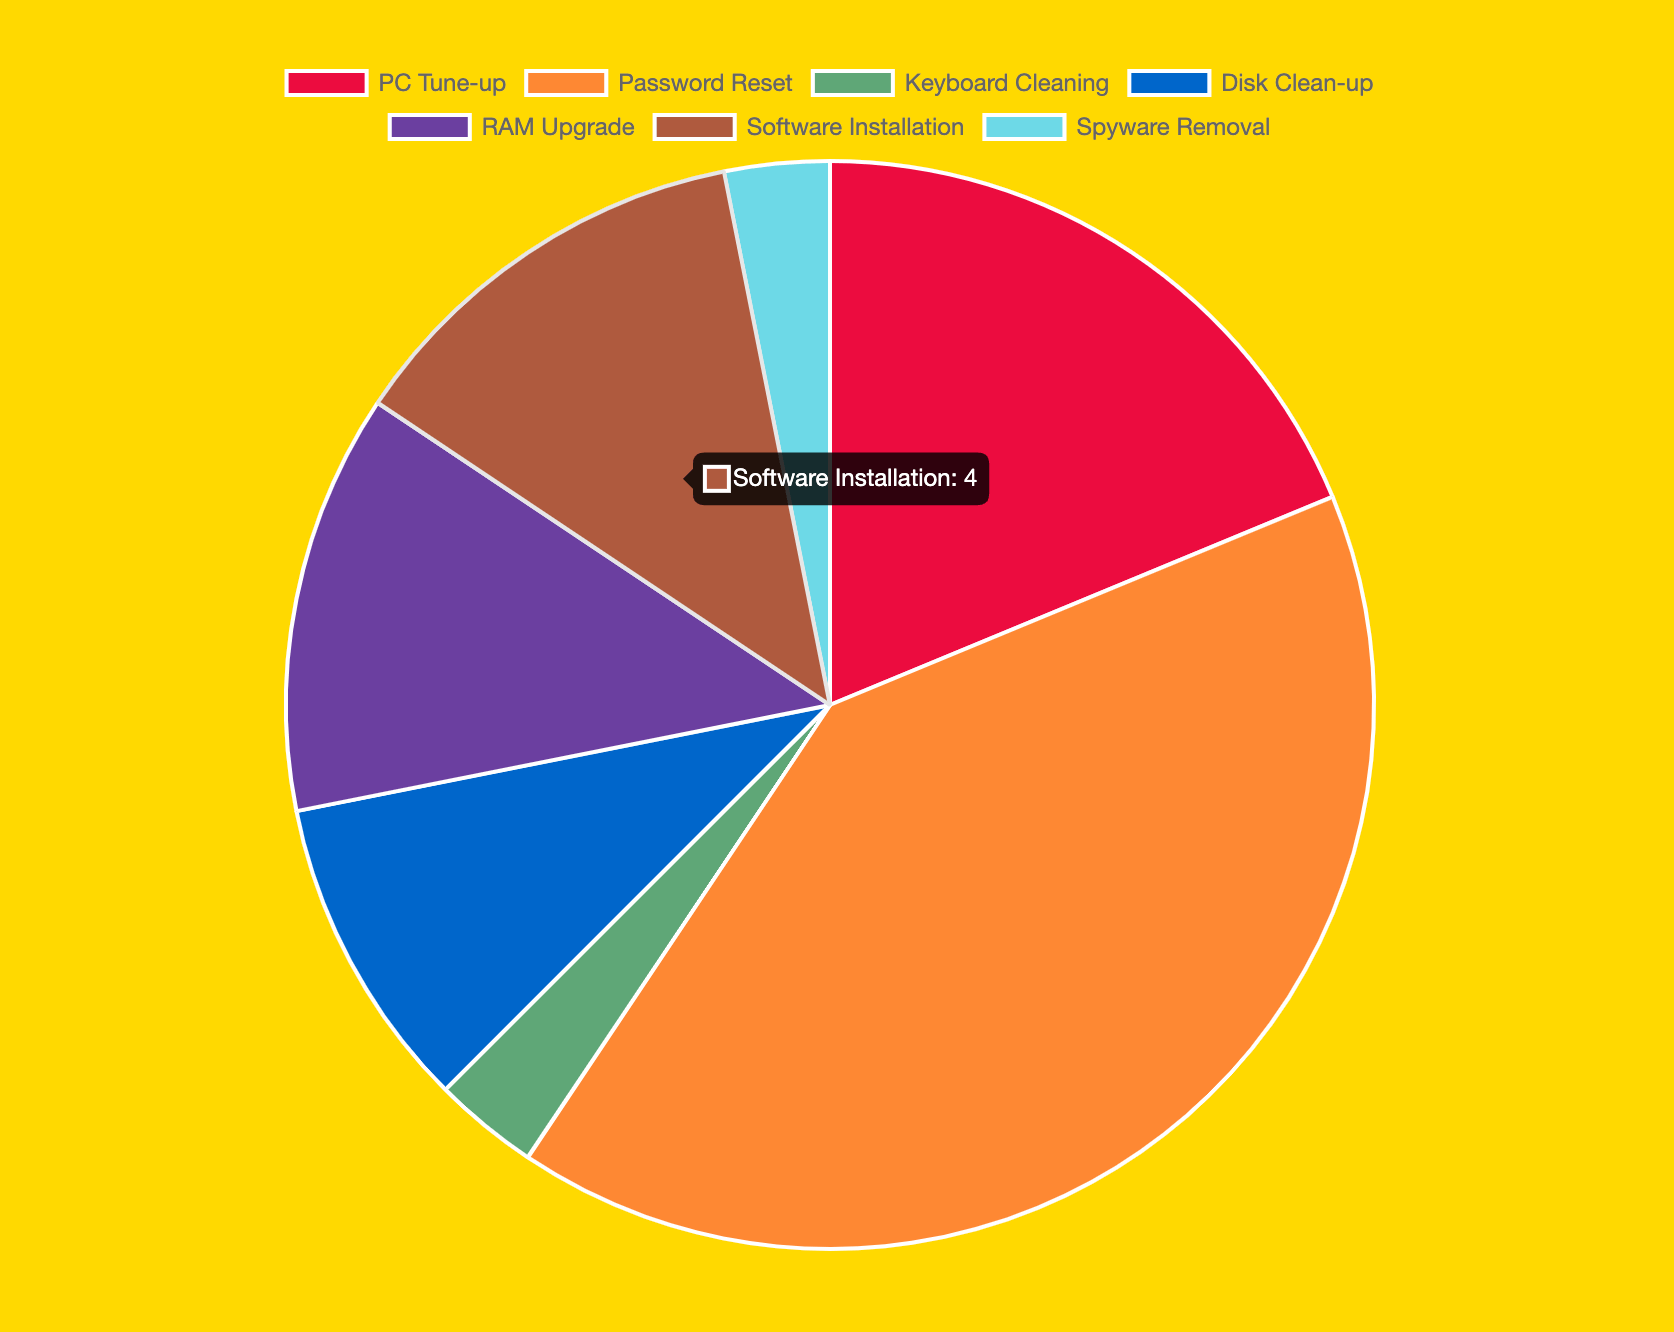 PC Tune-up Password Reset Keyboard Cleaning Disk Clean-up
RAM Upgrade Software Installation Spyware Removal
Software Installation: 4